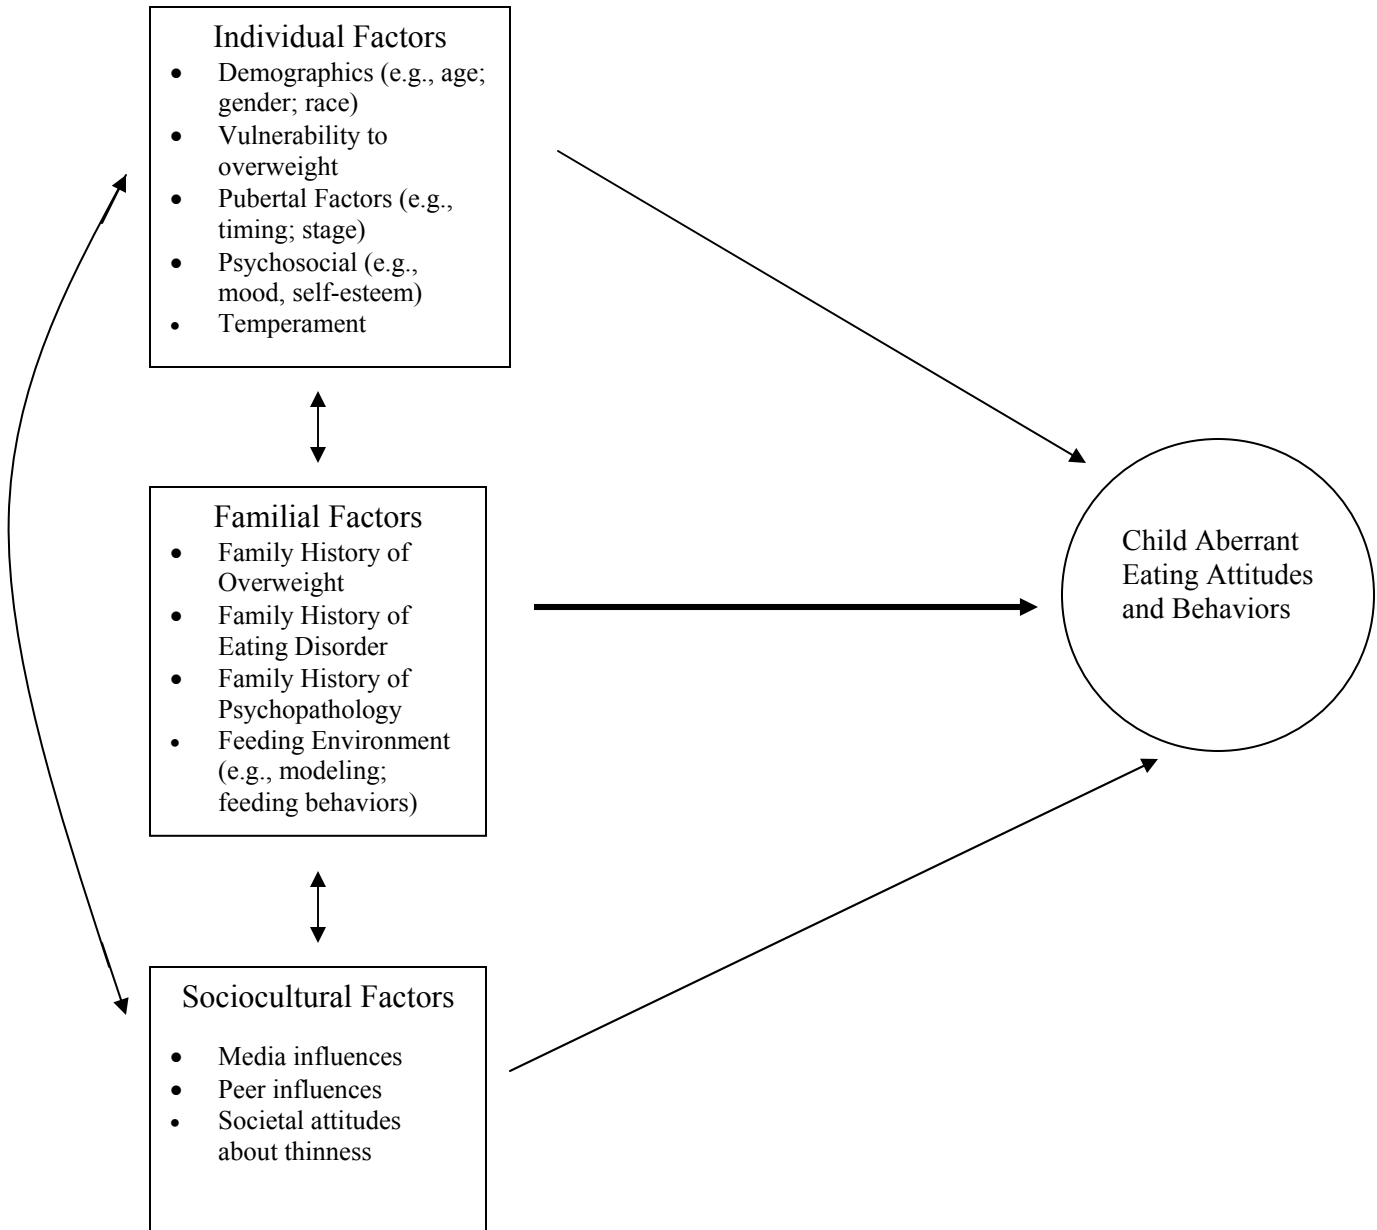 Individual Factors
• Demographics (e.g., age;
gender; race)
• Vulnerability to
overweight
• Pubertal Factors (e.g.,
timing; stage)
• Psychosocial (e.g.,
mood, self-esteem)
• Temperament
Familial Factors
• Family History of
Overweight
• Family History of
Eating Disorder
• Family History of
Psychopathology
• Feeding Environment
(e.g., modeling;
feeding behaviors)
Sociocultural Factors
• Media influences
• Peer influences
• Societal attitudes
about thinness
Child Aberrant
Eating Attitudes
and Behaviors